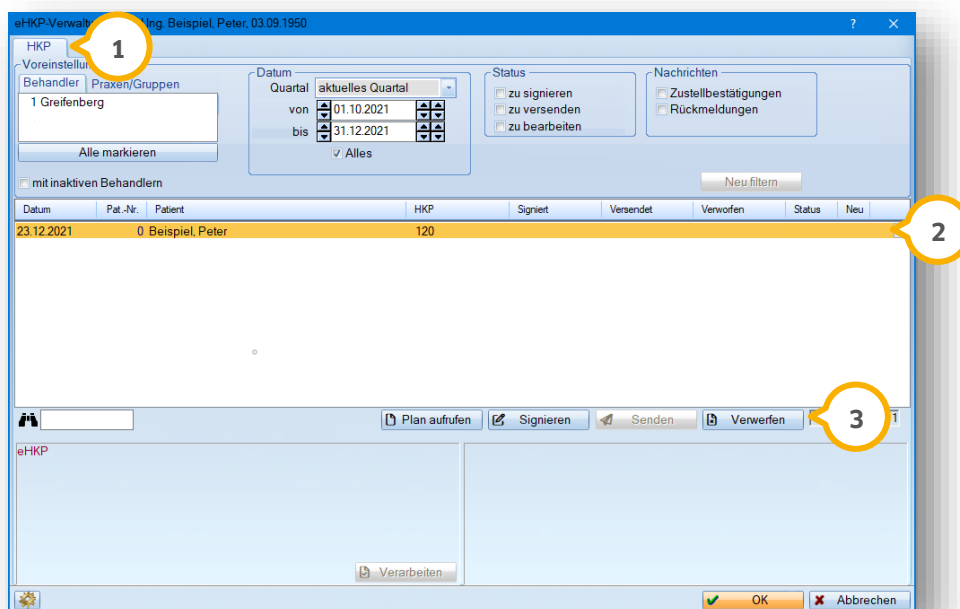 eHKP-Verwalt Ing. Beispiel, Peter, 03.09.1950 ?
HKP
1
Voreinstellu
Behandler Praxen/Gruppen
1 Greifenberg
Alle markieren
mit inaktiven Behandlern
Datum
Quartal aktuelles Quartal
von 01.10.2021
bis 31.12.2021
Alles
Status
zu signieren
zu versenden
zu bearbeiten
Nachrichten
Zustellbestätigungen
Rückmeldungen
Neu filtern
Datum Pat.-Nr. Patient HKP Signiert Versendet Verworfen Status Neu
23.12.2021 0 Beispiel, Peter 120
2
Plan aufrufen Signieren Senden Verwerfen 1
3
eHKP
Verarbeiten
OK Abbrechen